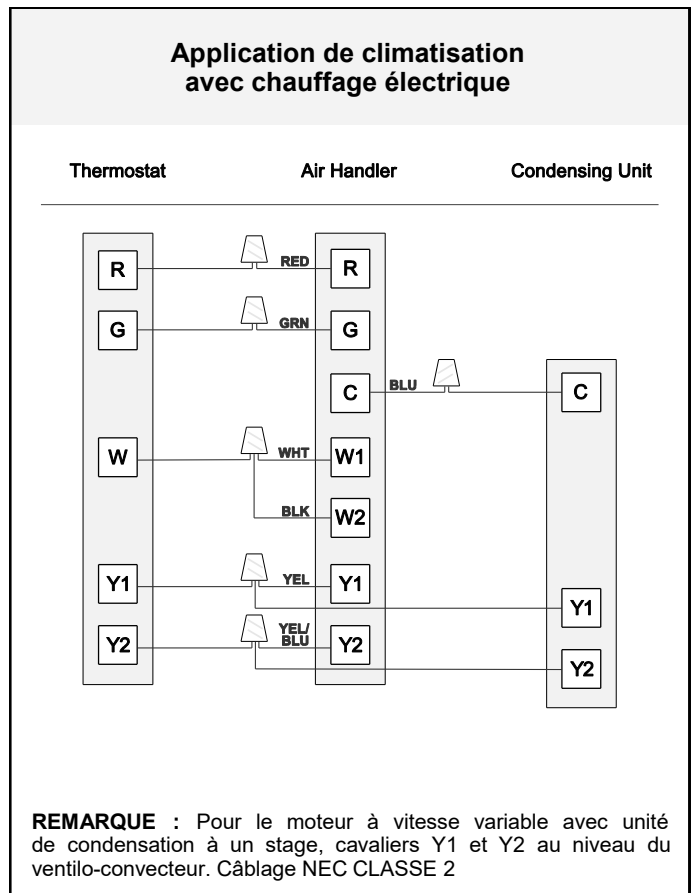 Application de climatisation
avec chauffage électrique
Thermostat Air Handler Condensing Unit
R RED R
G GRN G
C BLU C
W WHT W1
BLK W2
Y1 YEL Y1
Y1
YEL/
Y2 BLU Y2
Y2
REMARQUE : Pour le moteur à vitesse variable avec unité
de condensation à un stage, cavaliers Y1 et Y2 au niveau du
ventilo-convecteur. Câblage NEC CLASSE 2